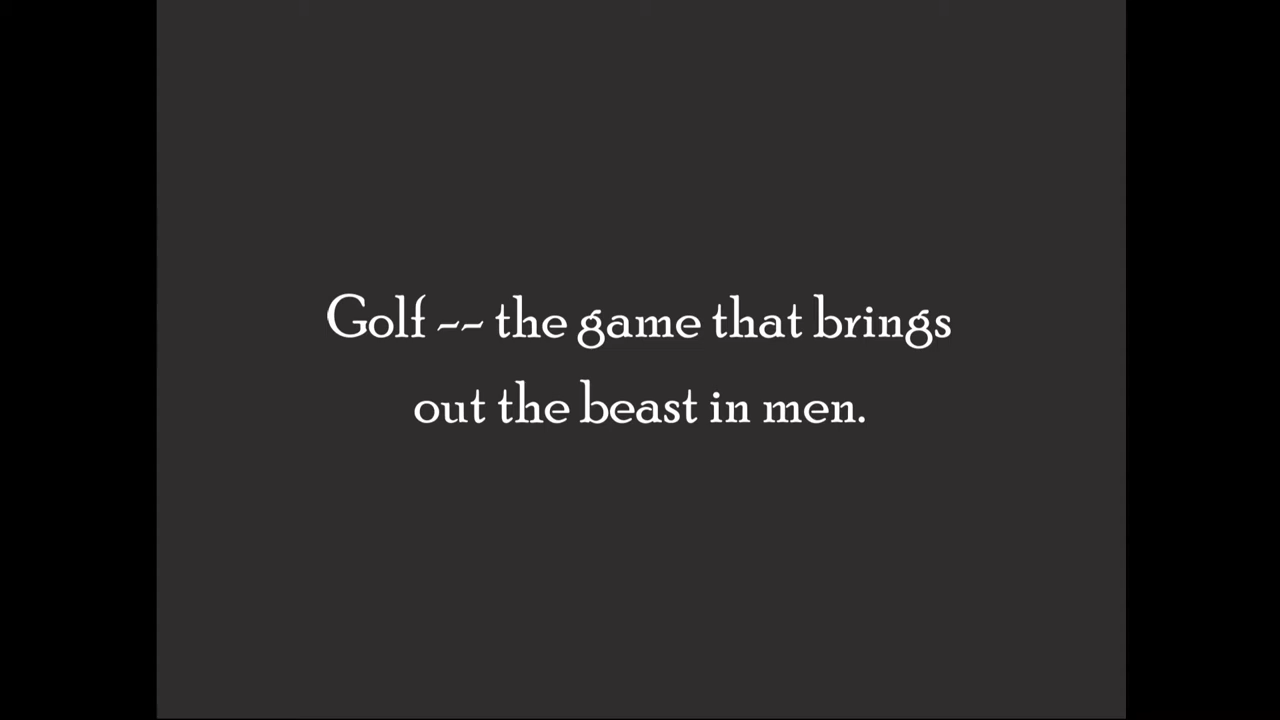 Golf -- the game that brings
out the beast in men.